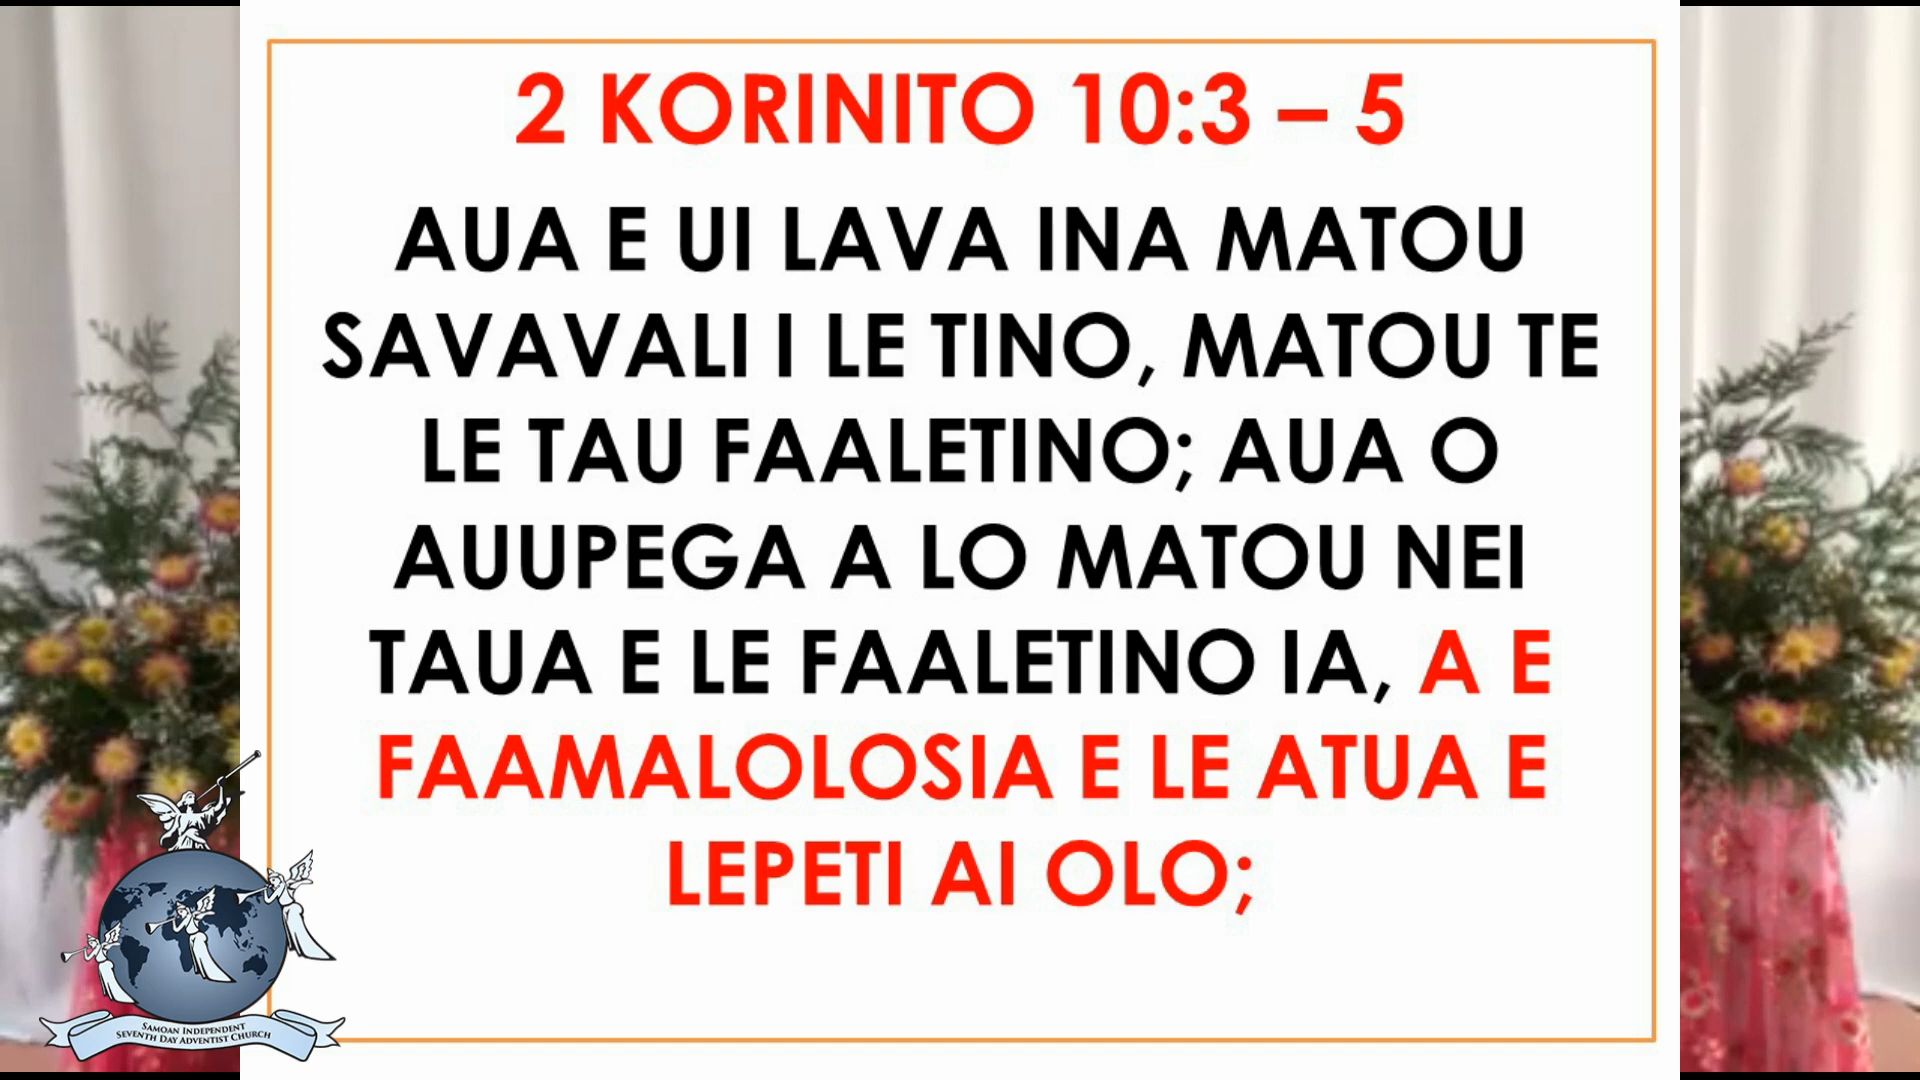 2 KORINITO 10:3 – 5
AUA E UI LAVA INA MATOU
SAVAVALI I LE TINO, MATOU TE
LE TAU FAALETINO; AUA O
AUUPEGA A LO MATOU NEI
TAUA E LE FAALETINO IA, A E
FAAMALOLOSIA E LE ATUA E
LEPETI AI OLO;
SAMOAN INDEPENDENT
SEVENTH DAY ADVENTIST CHURCH